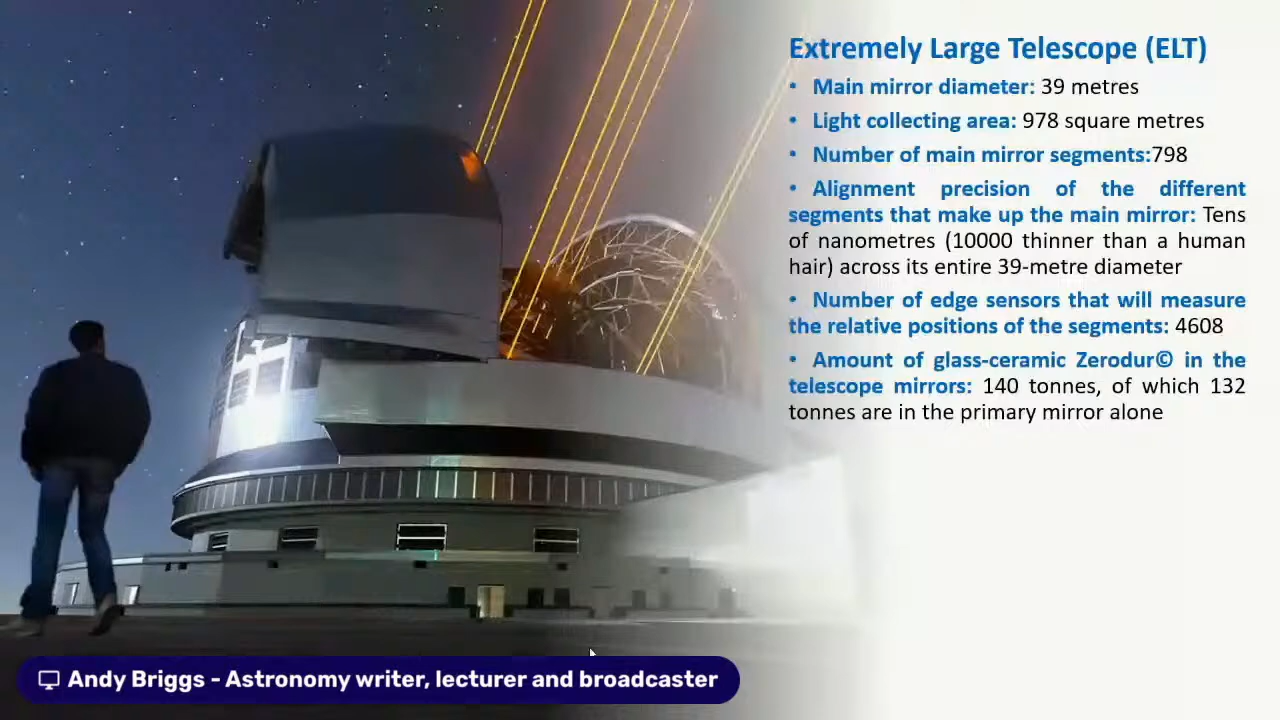 Extremely Large Telescope (ELT)
• Main mirror diameter: 39 metres
• Light collecting area: 978 square metres
• Number of main mirror segments:798
• Alignment precision of the different
segments that make up the main mirror: Tens
of nanometres (10000 thinner than a human
hair) across its entire 39-metre diameter
• Number of edge sensors that will measure
the relative positions of the segments: 4608
• Amount of glass-ceramic Zerodur© in the
telescope mirrors: 140 tonnes, of which 132
tonnes are in the primary mirror alone
Andy Briggs - Astronomy writer, lecturer and broadcaster